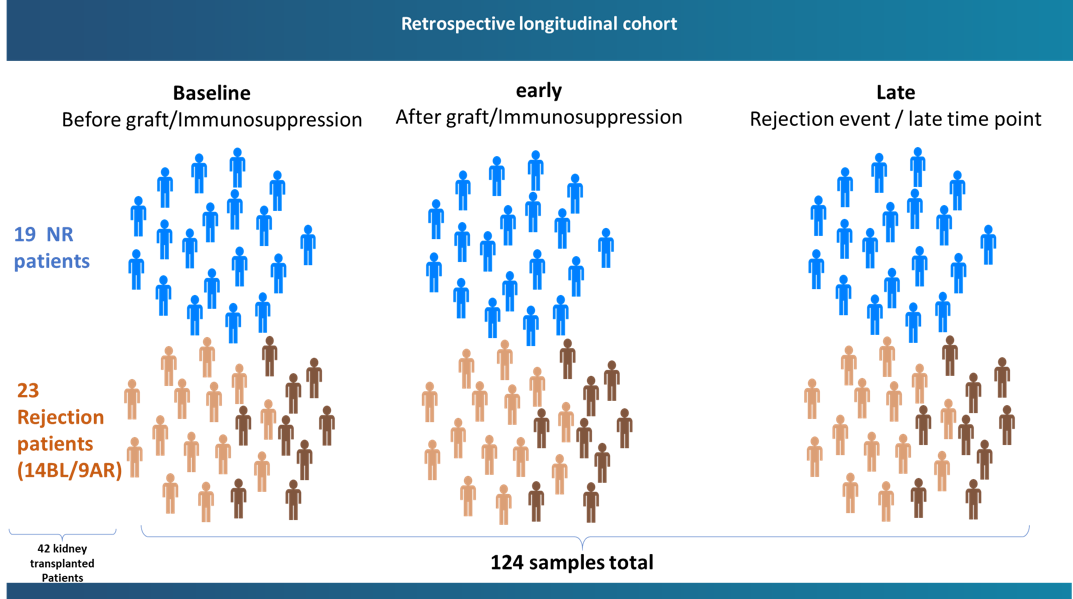 Retrospective longitudinal cohort
Baseline
Before graft/Immunosuppression
early
After graft/Immunosuppression
Late
Rejection event / late time point
19 NR
patients
23
Rejection
patients
(14BL/9AR)
42 kidney
transplanted
Patients
124 samples total